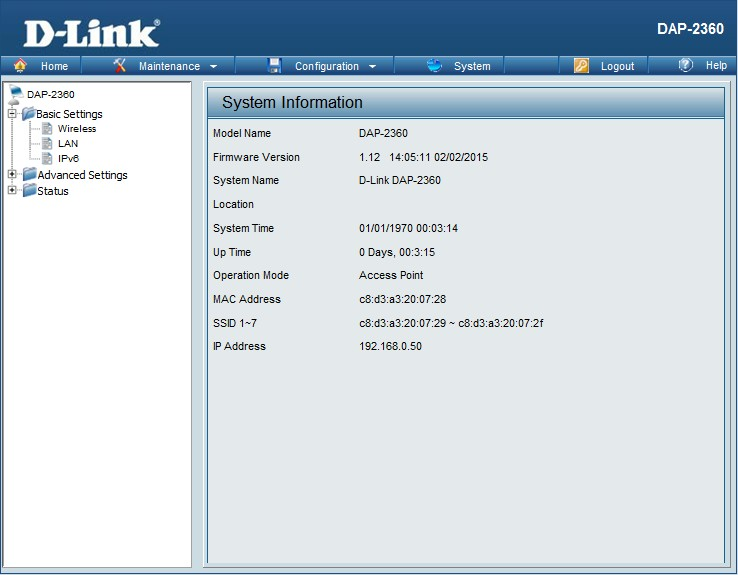 D-Link®
DAP-2360
Home Maintenance Configuration System Logout Help
DAP-2360
Basic Settings
Wireless
LAN
IPv6
Advanced Settings
Status
System Information
Model Name DAP-2360
Firmware Version 1.12 14:05:11 02/02/2015
System Name D-Link DAP-2360
Location
System Time 01/01/1970 00:03:14
Up Time 0 Days, 00:3:15
Operation Mode Access Point
MAC Address c8:d3:a3:20:07:28
SSID 1~7 c8:d3:a3:20:07:29 ~ c8:d3:a3:20:07:2f
IP Address 192.168.0.50